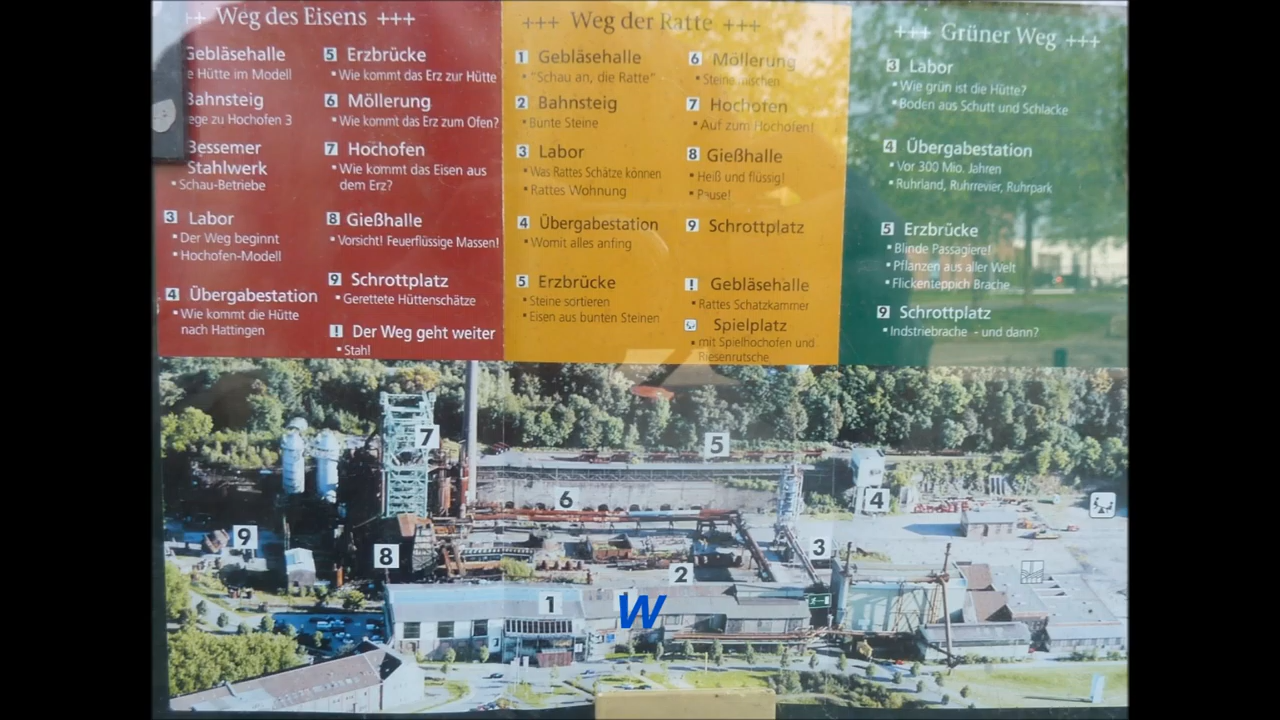 ++ Weg des Eisens +++
Gebläsehalle
e Hütte im Modell
Bahnsteig
ege zu Hochofen 3
Bessemer
Stahlwerk
▪ Schau-Betriebe
3 Labor
▪ Der Weg beginnt
▪ Hochofen-Modell
4 Übergabestation
▪ Wie kommt die Hütte
nach Hattingen
5 Erzbrücke
▪ Wie kommt das Erz zur Hütte
6 Möllerung
▪ Wie kommt das Erz zum Ofen?
7 Hochofen
▪ Wie kommt das Eisen aus
dem Erz?
8 Gießhalle
▪ Vorsicht! Feuerflüssige Massen!
9 Schrottplatz
▪ Gerettete Hüttenschätze
! Der Weg geht weiter
▪ Stahl!
+++ Weg der Ratte +++
1 Gebläsehalle
▪ "Schau an, die Ratte"
2 Bahnsteig
▪ Bunte Steine
3 Labor
▪ Was Rattes Schätze können
▪ Rattes Wohnung
4 Übergabestation
▪ Womit alles anfing
5 Erzbrücke
▪ Steine sortieren
▪ Eisen aus bunten Steinen
6 Möllerung
▪ Steine mischen
7 Hochofen
▪ Auf zum Hochofen!
8 Gießhalle
▪ Heiß und flüssig!
▪ Pause!
9 Schrottplatz
! Gebläsehalle
▪ Rattes Schatzkammer
Spielplatz
▪ mit Spielhochofen und
Riesenrutsche
+++ Grüner Weg +++
3 Labor
▪ Wie grün ist die Hütte?
▪ Boden aus Schutt und Schlacke
4 Übergabestation
▪ Vor 300 Mio. Jahren
▪ Ruhrland, Ruhrrevier, Ruhrpark
5 Erzbrücke
▪ Blinde Passagiere!
▪ Pflanzen aus aller Welt
▪ Flickenteppich Brache
9 Schrottplatz
▪ Indstriebrache - und dann?
7
5
6
4
9
8
3
2
1
W